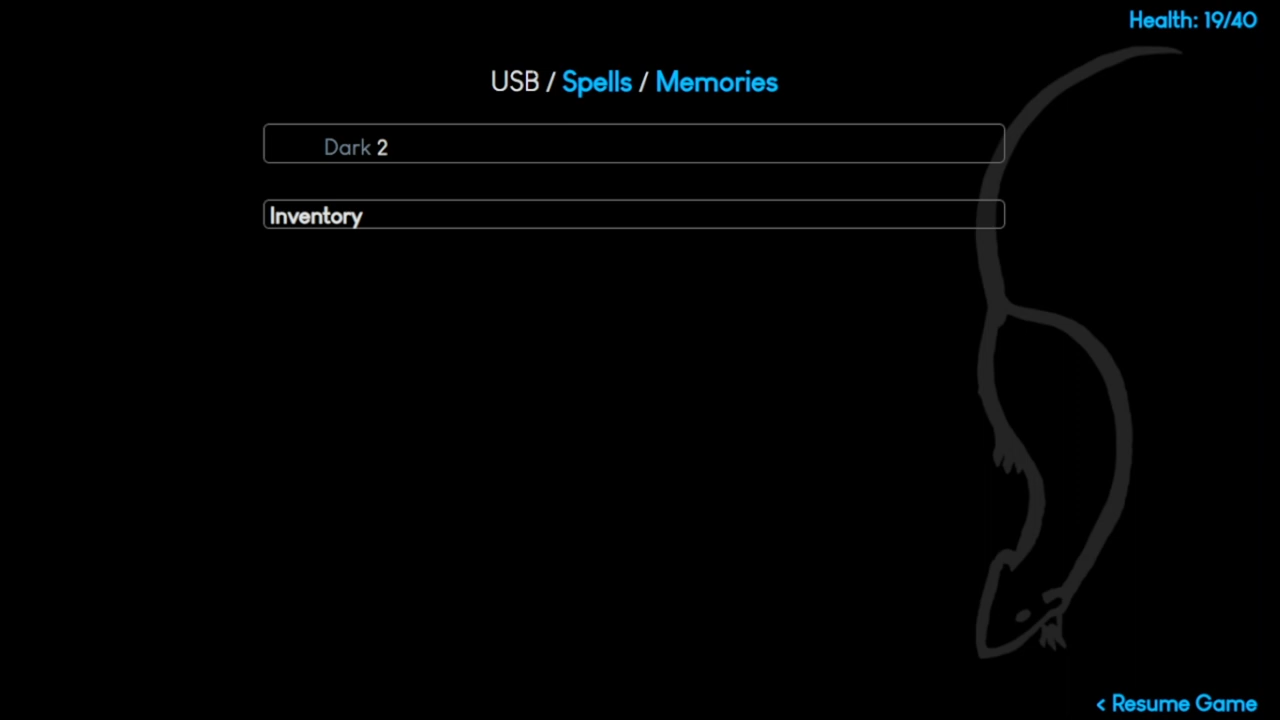 Health: 19/40
USB / Spells / Memories
Dark 2
Inventory
< Resume Game